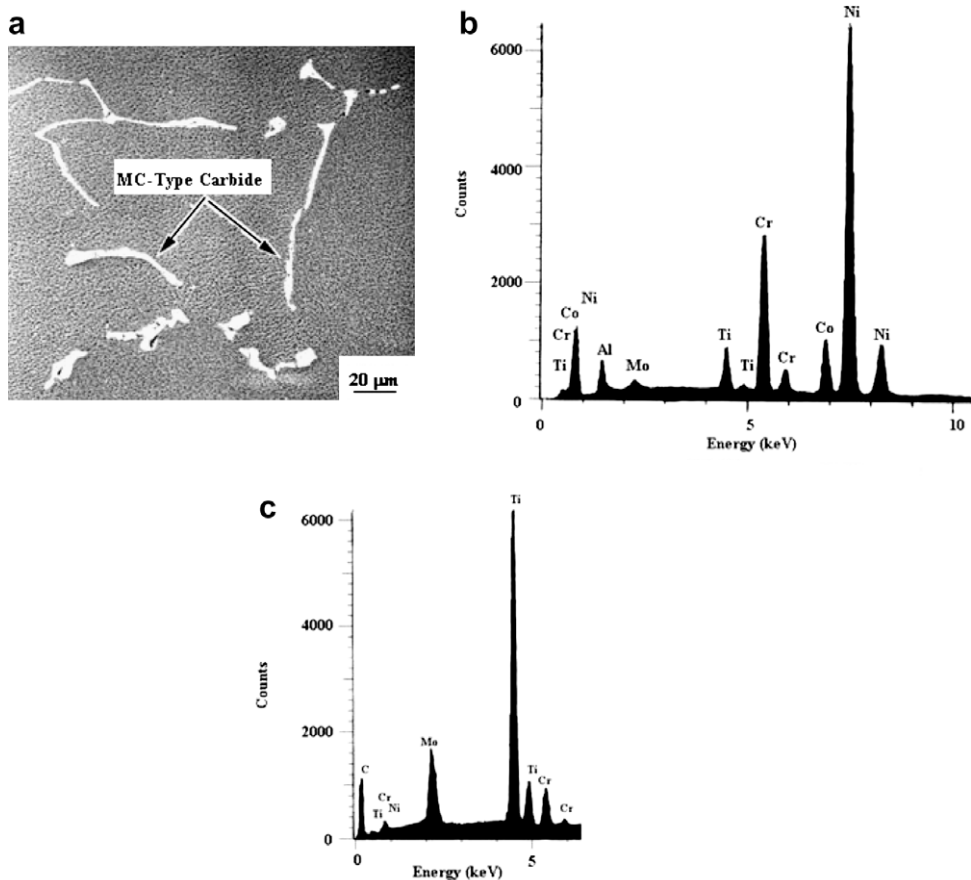 a
MC-Type Carbide
20 μm
b
Ni
6000
4000
Counts
Cr
2000
Ni
Co
Co
Ni
Cr
Al
Ti
Ti
Mo
Ti
Cr
0
0
5
10
Energy (keV)
c
Ti
6000
4000
Counts
2000
Mo
C
Ti
Cr
Cr
Ni
Ti
Cr
0
0
5
Energy (keV)